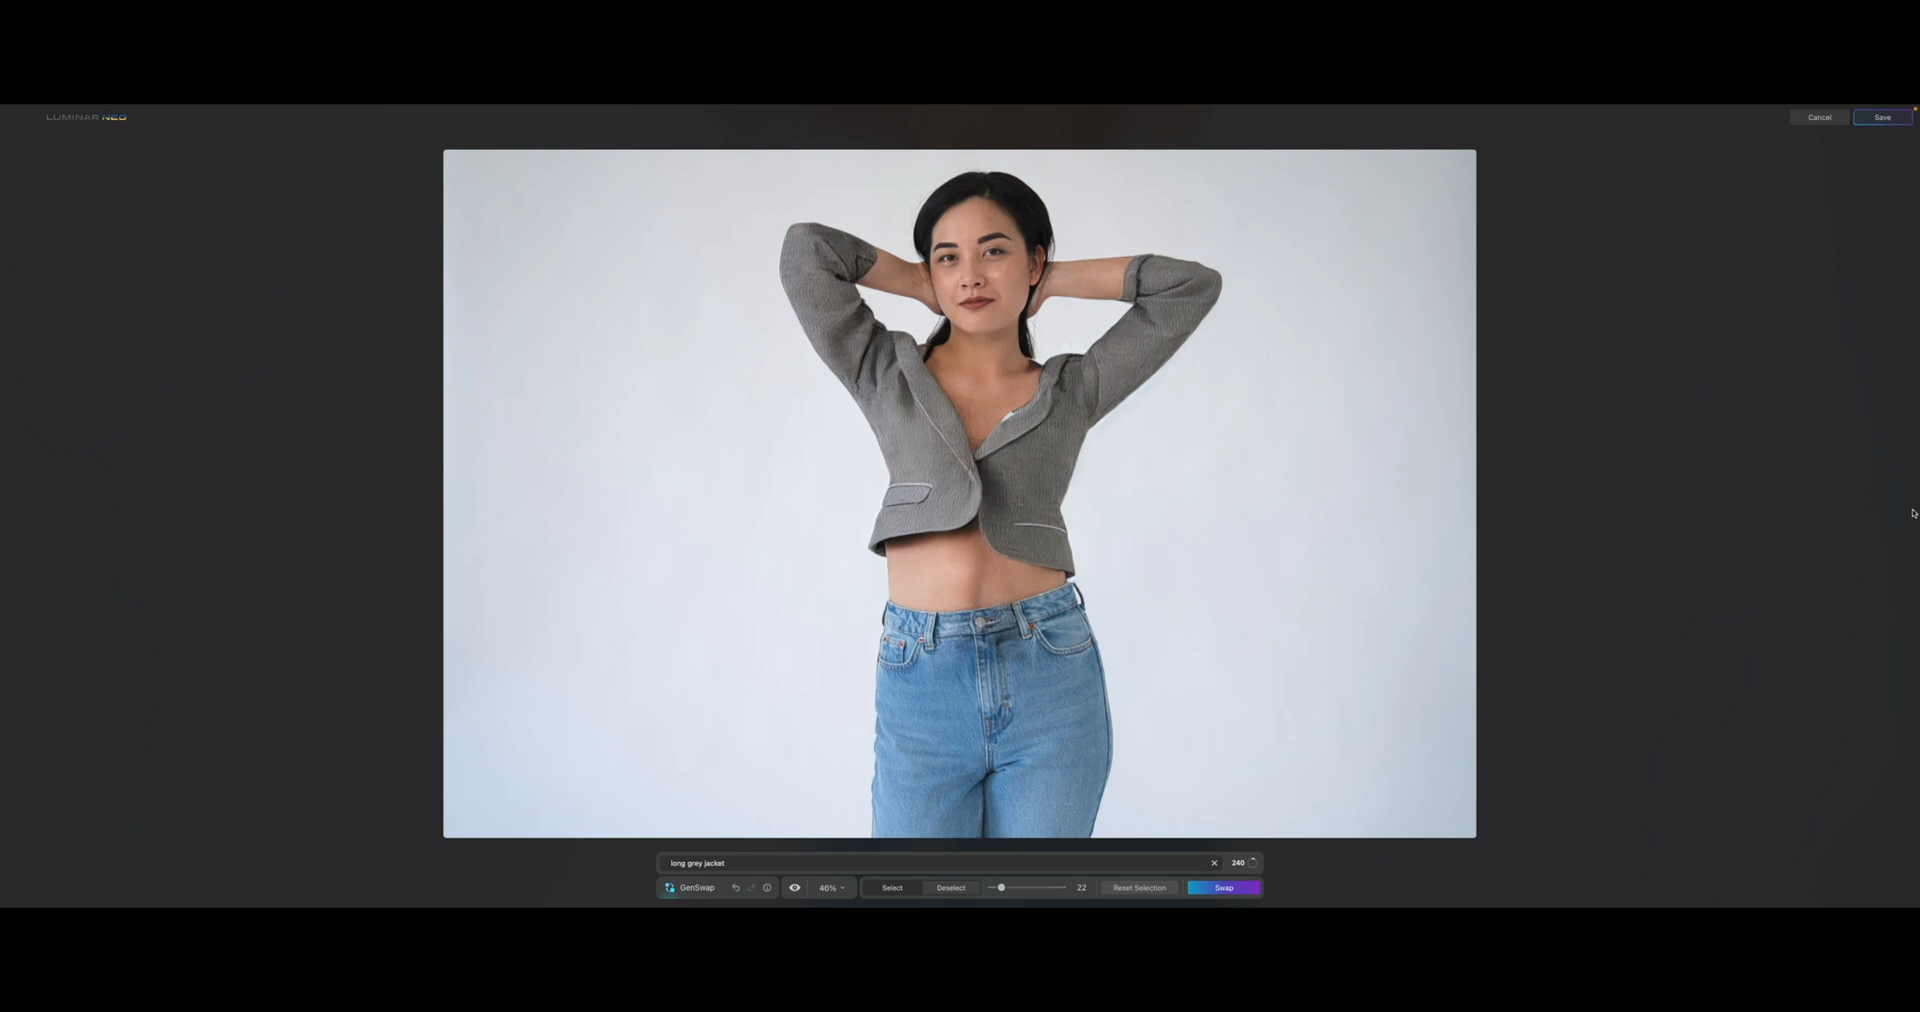 LUMINAR NEO
Cancel
Save
long grey jacket
240
GenSwap
46%
Select
Deselect
22
Reset Selection
Swap